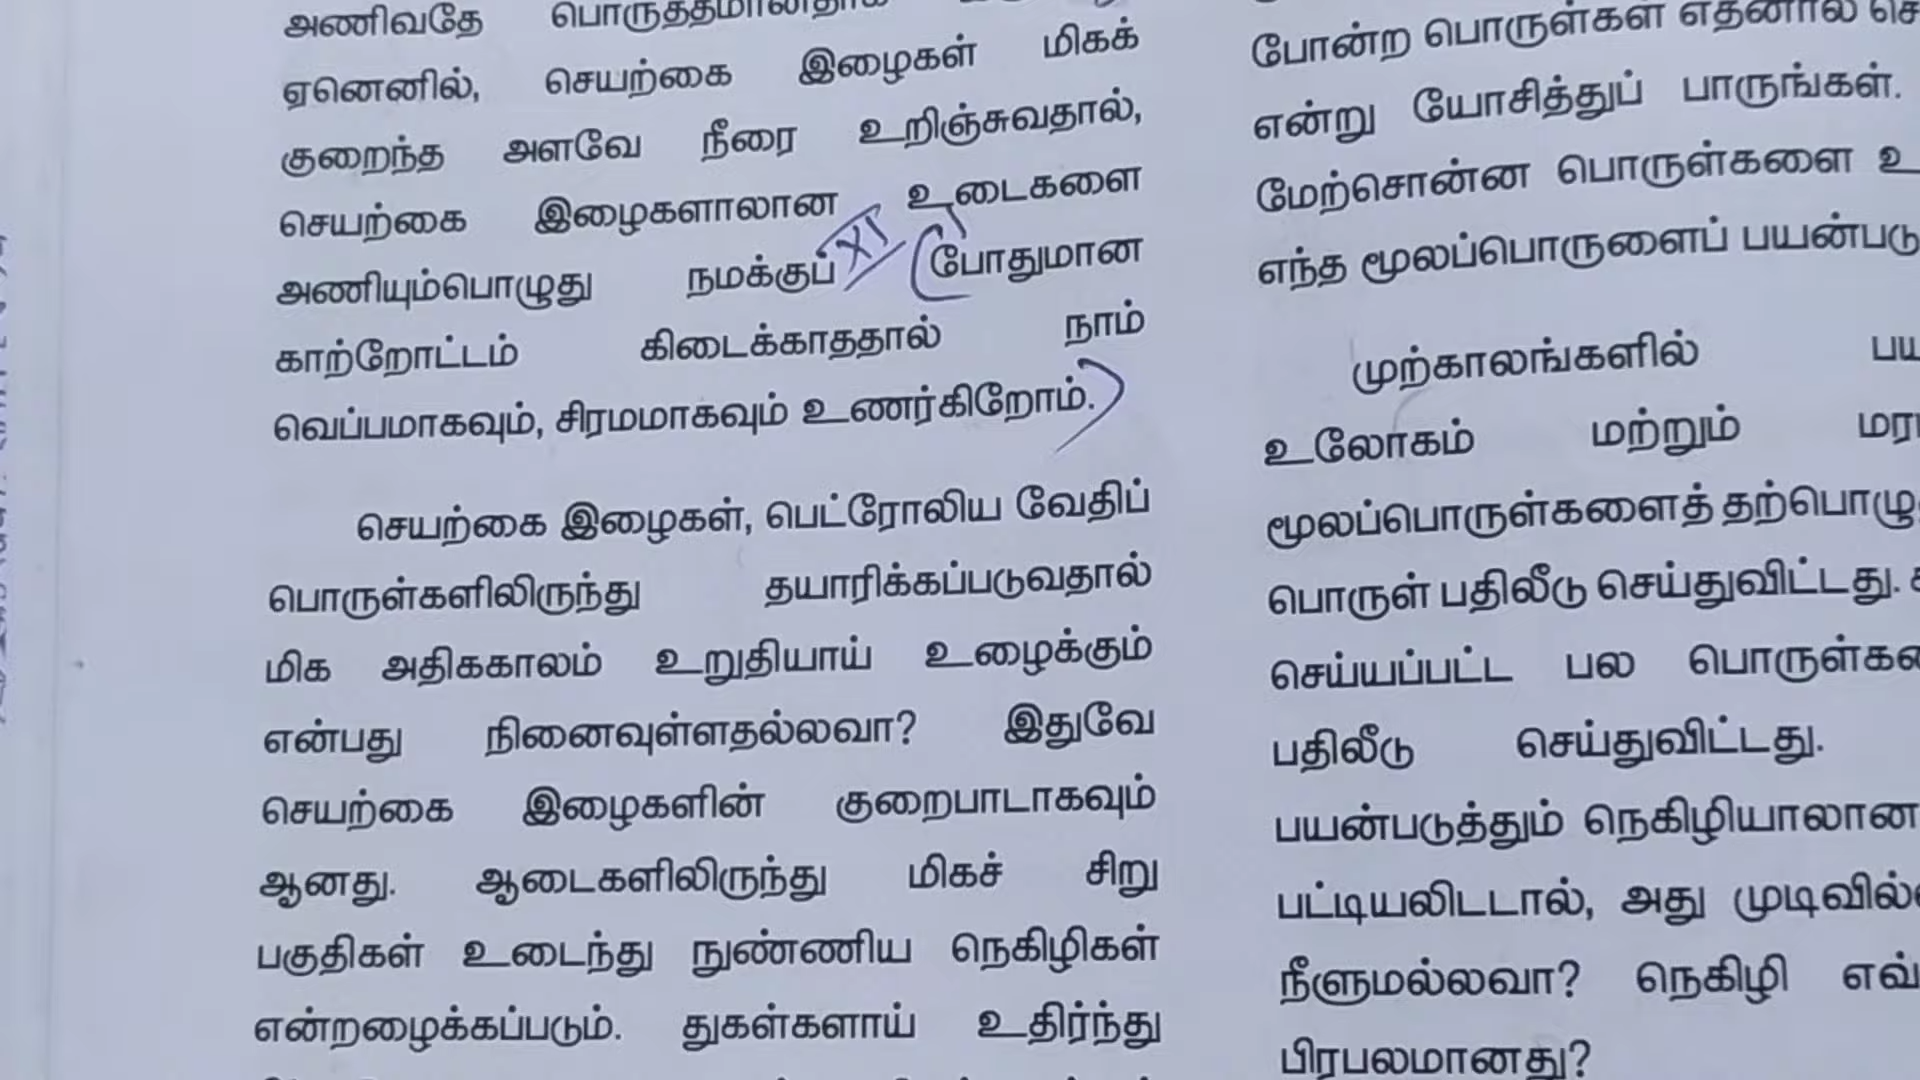 அணிவதே
ஏனெனில், செயற்கை இழைகள் மிகக்
குறைந்த அளவே நீரை உறிஞ்சுவதால்,
செயற்கை இழைகளாலான உடைகளை
அணியும்பொழுது நமக்குப் XI போதுமான
காற்றோட்டம் கிடைக்காததால் நாம்
வெப்பமாகவும், சிரமமாகவும் உணர்கிறோம்.
செயற்கை இழைகள், பெட்ரோலிய வேதிப்
பொருள்களிலிருந்து தயாரிக்கப்படுவதால்
மிக அதிககாலம் உறுதியாய் உழைக்கும்
என்பது நினைவுள்ளதல்லவா? இதுவே
செயற்கை இழைகளின் குறைபாடாகவும்
ஆனது. ஆடைகளிலிருந்து மிகச் சிறு
பகுதிகள் உடைந்து நுண்ணிய நெகிழிகள்
என்றழைக்கப்படும். துகள்களாய் உதிர்ந்து
போன்ற பொருள்கள் எதனால்
என்று யோசித்துப் பாருங்கள்.
மேற்சொன்ன பொருள்களை
எந்த மூலப்பொருளைப்
முற்காலங்களில்
உலோகம் மற்றும்
மூலப்பொருள்களைத்
பொருள் பதிலீடு செய்துவிட்டது.
செய்யப்பட்ட பல
பதிலீடு செய்துவிட்டது.
பயன்படுத்தும் நெகிழியாலான
பட்டியலிடடால், அது
நீளுமல்லவா? நெகிழி
பிரபலமானது?